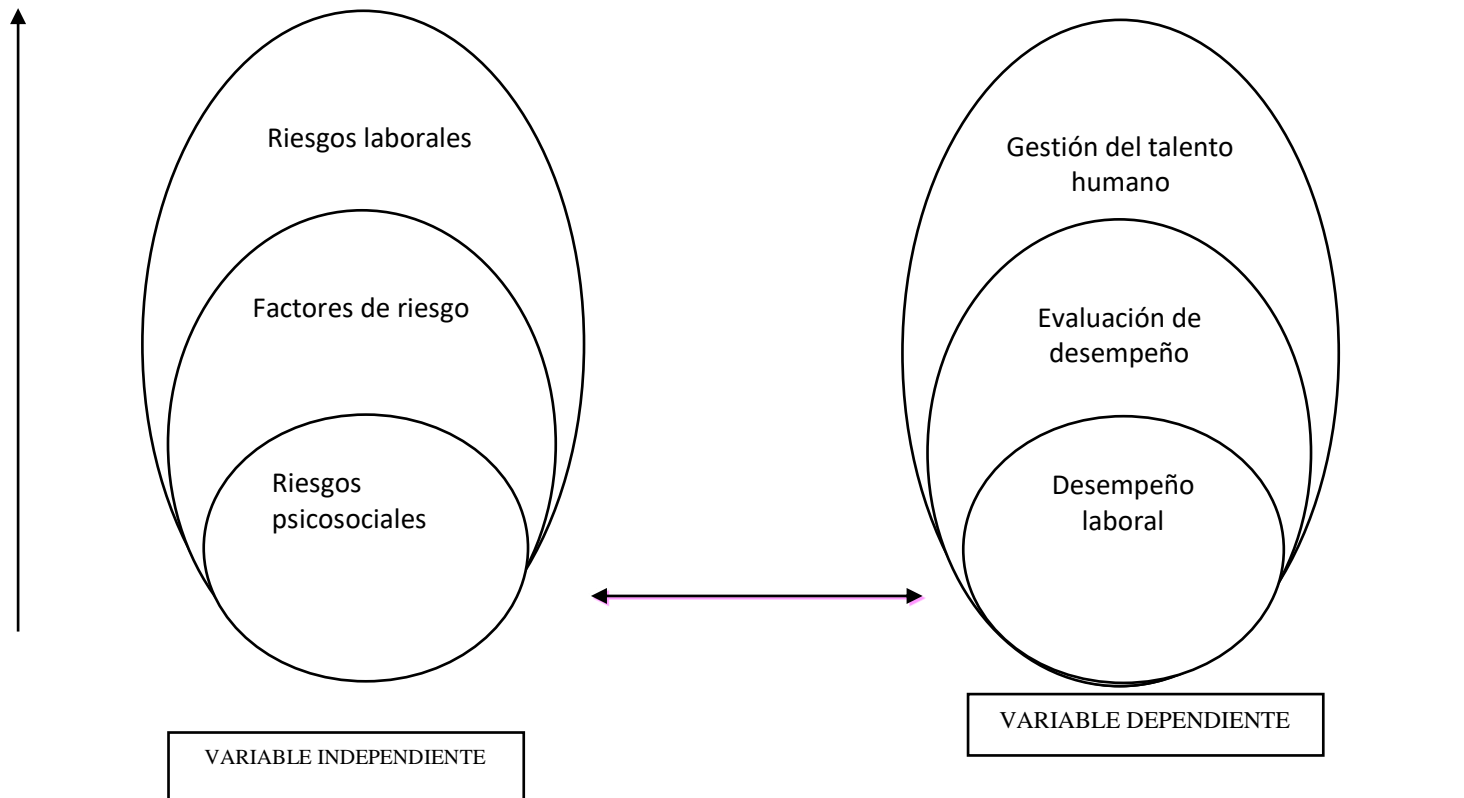 Riesgos laborales
Factores de riesgo
Riesgos
psicosociales
VARIABLE INDEPENDIENTE
Gestión del talento
humano
Evaluación de
desempeño
Desempeño
laboral
VARIABLE DEPENDIENTE